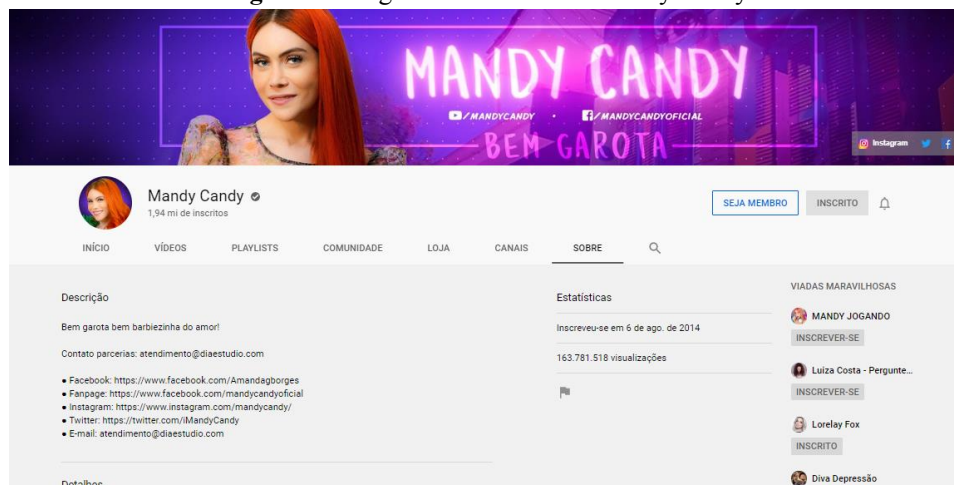 MANDY CANDY
/MANDYCANDY • /MANDYCANDYOFICIAL
BEM GAROTA
Instagram
Mandy Candy
1,94 mi de inscritos
SEJA MEMBRO
INSCRITO
INÍCIO VÍDEOS PLAYLISTS COMUNIDADE LOJA CANAIS SOBRE
Descrição
Bem garota bem barbiezinha do amor!
Contato parcerias: atendimento@diaestudio.com
● Facebook: https://www.facebook.com/Amandagborges
● Fanpage: https://www.facebook.com/mandycandyoficial
● Instagram: https://www.instagram.com/mandycandy/
● Twitter: https://twitter.com/iMandyCandy
● E-mail: atendimento@diaestudio.com
Detalhes
Estatísticas
Inscreveu-se em 6 de ago. de 2014
163.781.518 visualizações
VIADAS MARAVILHOSAS
MANDY JOGANDO
INSCREVER-SE
Luiza Costa - Pergunte...
INSCREVER-SE
Lorelay Fox
INSCRITO
Diva Depressão